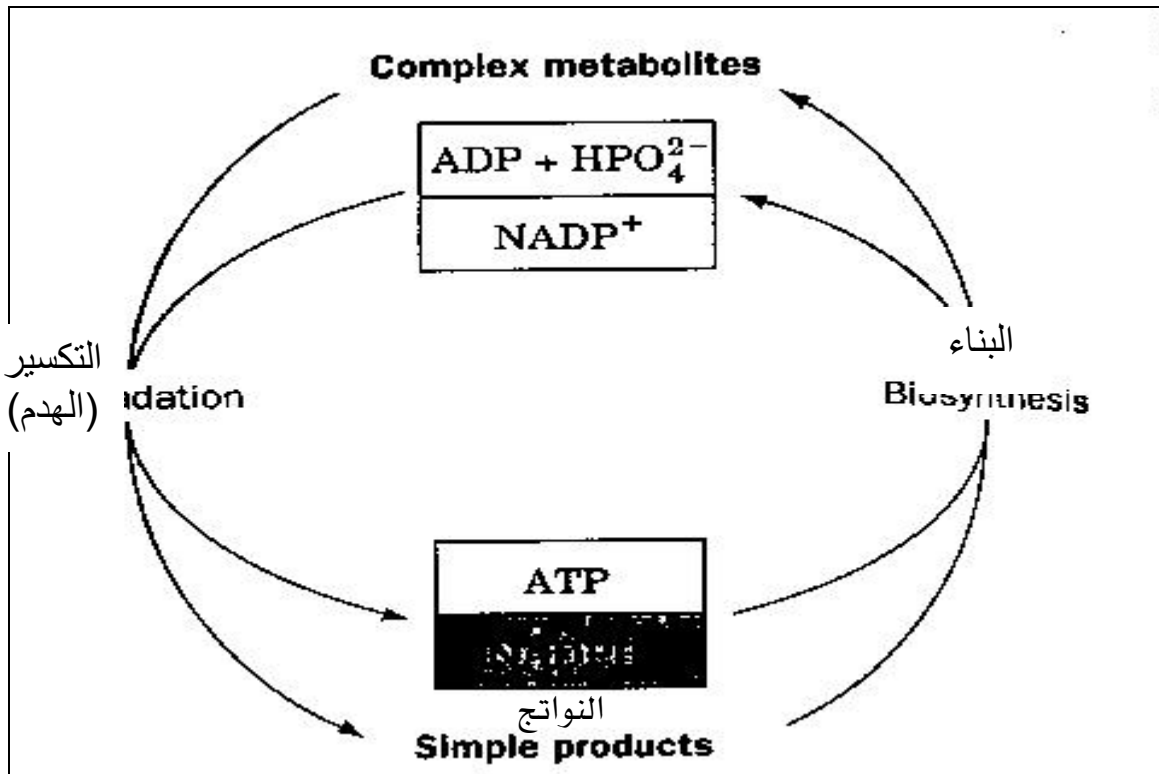 Complex metabolites
ADP + HPO₄²⁻
NADP⁺
البناء
التكسير
(الهدم)
adation
Biosynthesis
ATP
النواتج
Simple products